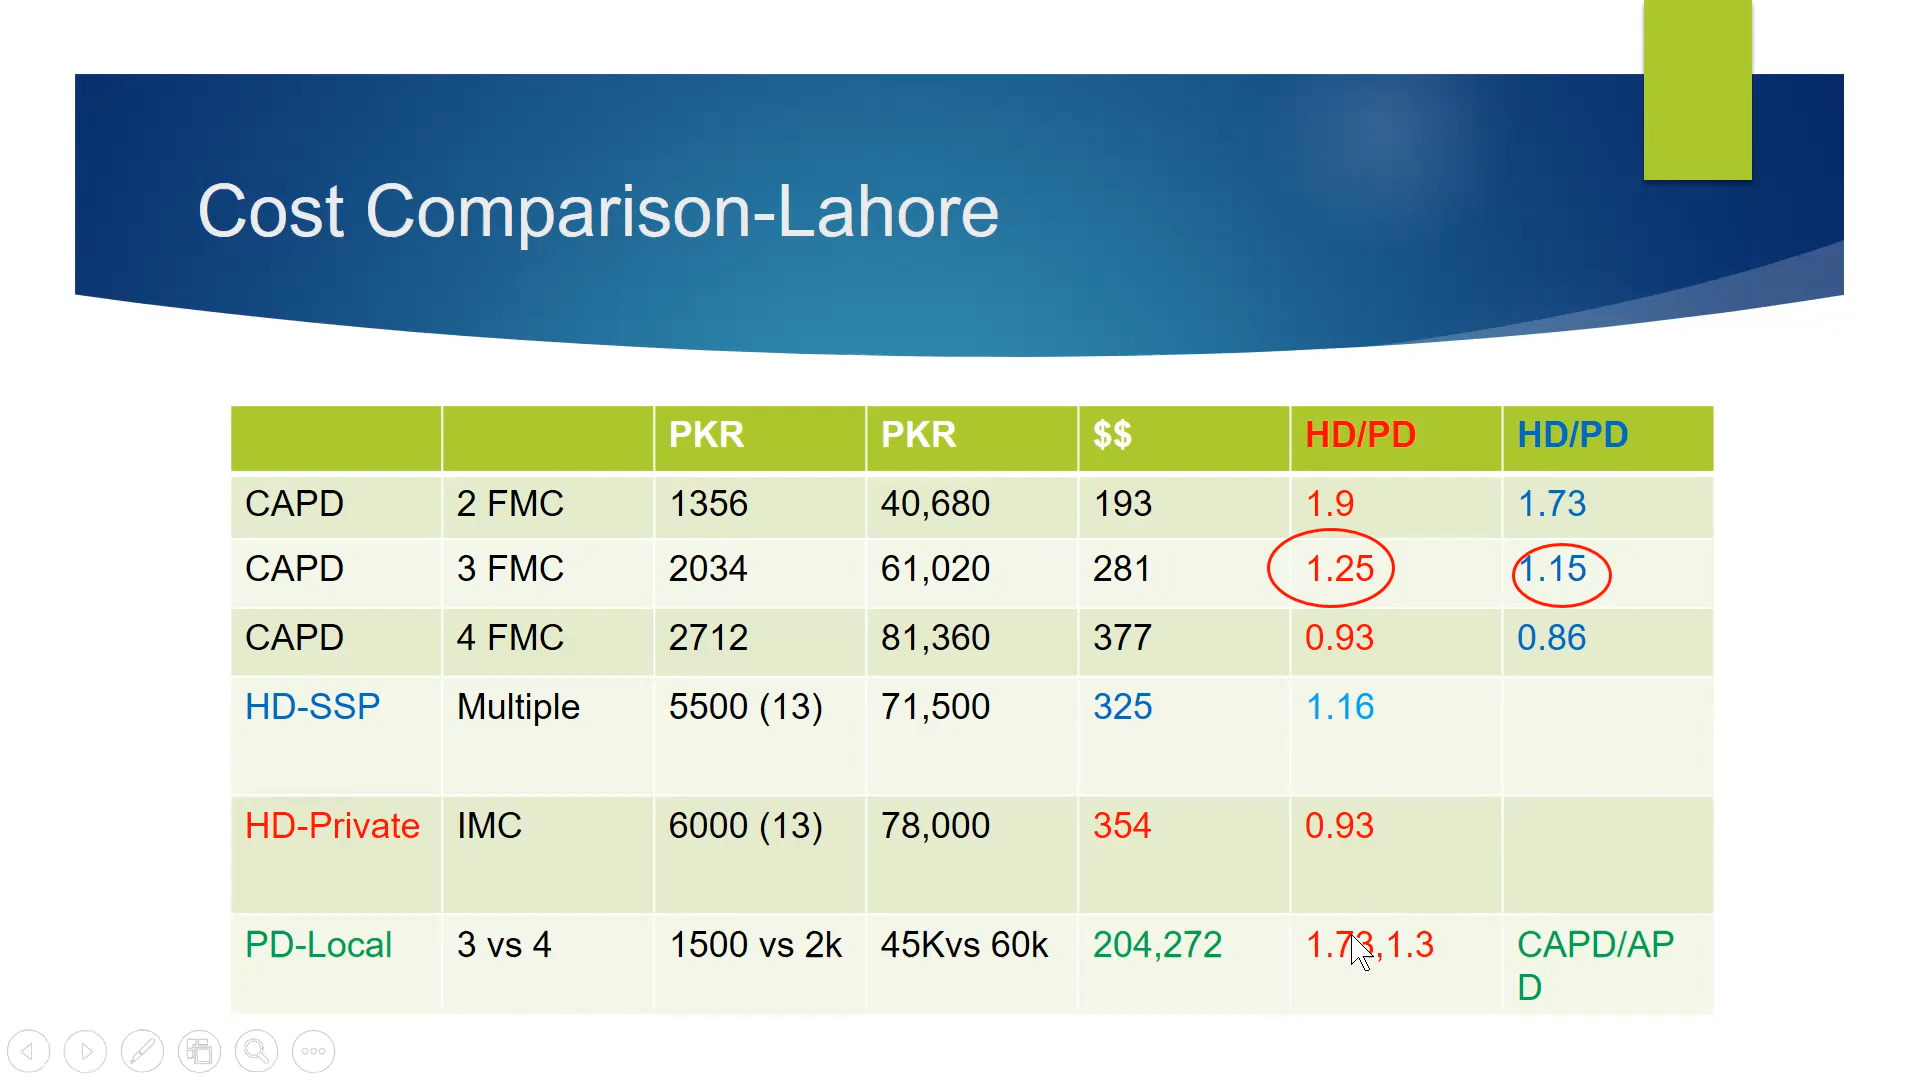 Cost Comparison-Lahore
PKR PKR $$ HD/PD HD/PD
CAPD 2 FMC 1356 40,680 193 1.9 1.73
CAPD 3 FMC 2034 61,020 281 1.25 1.15
CAPD 4 FMC 2712 81,360 377 0.93 0.86
HD-SSP Multiple 5500 (13) 71,500 325 1.16
HD-Private IMC 6000 (13) 78,000 354 0.93
PD-Local 3 vs 4 1500 vs 2k 45Kvs 60k 204,272 1.73,1.3 CAPD/AP
D